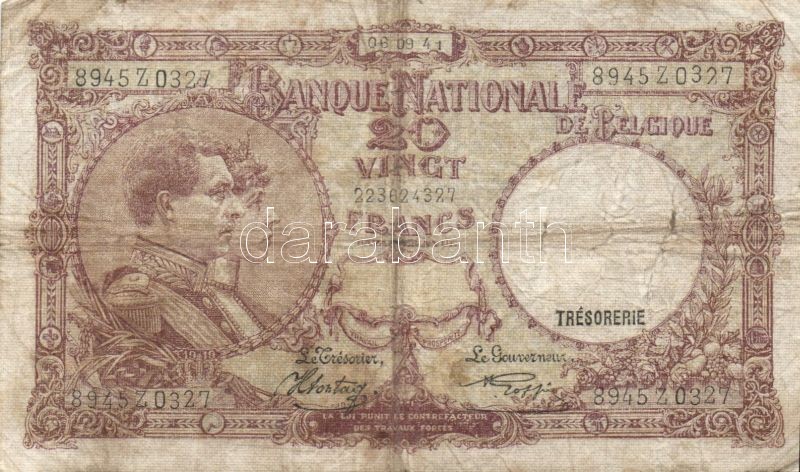 06 09 41
8945 Z 0327
8945 Z 0327
BANQUE NATIONALE
DE BELGIQUE
20
VINGT
223624327
FRANCS
darabanth
TRÉSORERIE
Le Trésorier,
Le Gouverneur,
8945 Z 0327
8945 Z 0327
LA LOI PUNIT LE CONTREFACTEUR
DES TRAVAUX FORCÉS